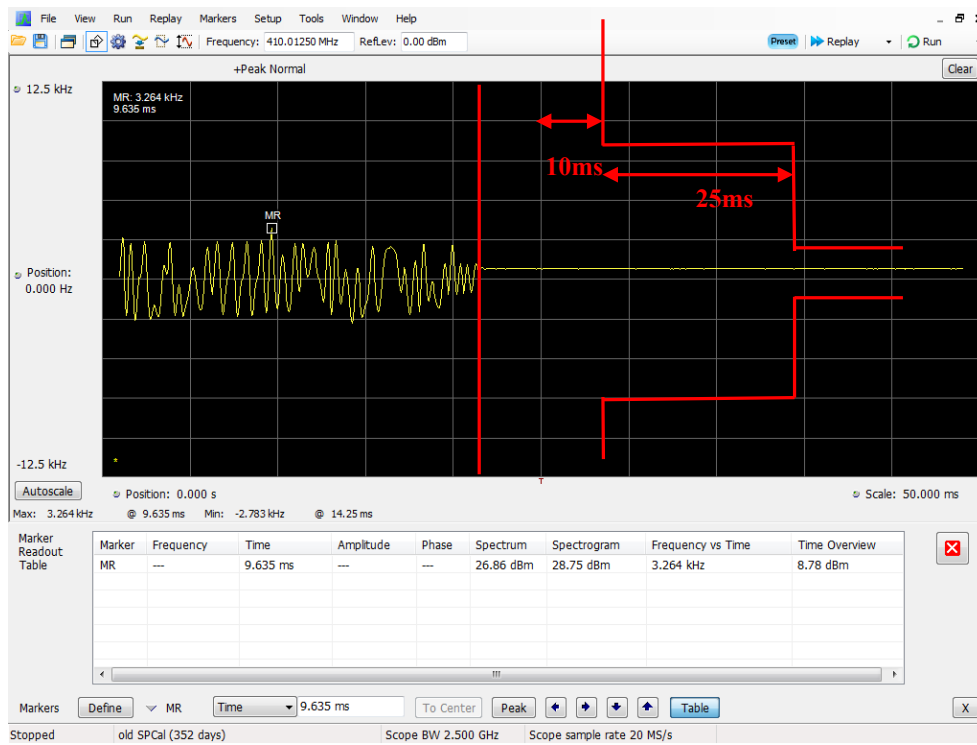 File View Run Replay Markers Setup Tools Window Help
Frequency: 410.01250 MHz RefLev: 0.00 dBm Preset Replay Run
+Peak Normal Clear
12.5 kHz
MR: 3.264 kHz
9.635 ms
10ms
25ms
MR
Position:
0.000 Hz
-12.5 kHz
*
T
Autoscale Position: 0.000 s Scale: 50.000 ms
Max: 3.264 kHz @ 9.635 ms Min: -2.783 kHz @ 14.25 ms
Marker
Readout
Table
Marker Frequency Time Amplitude Phase Spectrum Spectrogram Frequency vs Time Time Overview
MR --- 9.635 ms --- --- 26.86 dBm 28.75 dBm 3.264 kHz 8.78 dBm
Markers Define MR Time 9.635 ms To Center Peak Table X
Stopped old SPCal (352 days) Scope BW 2.500 GHz Scope sample rate 20 MS/s